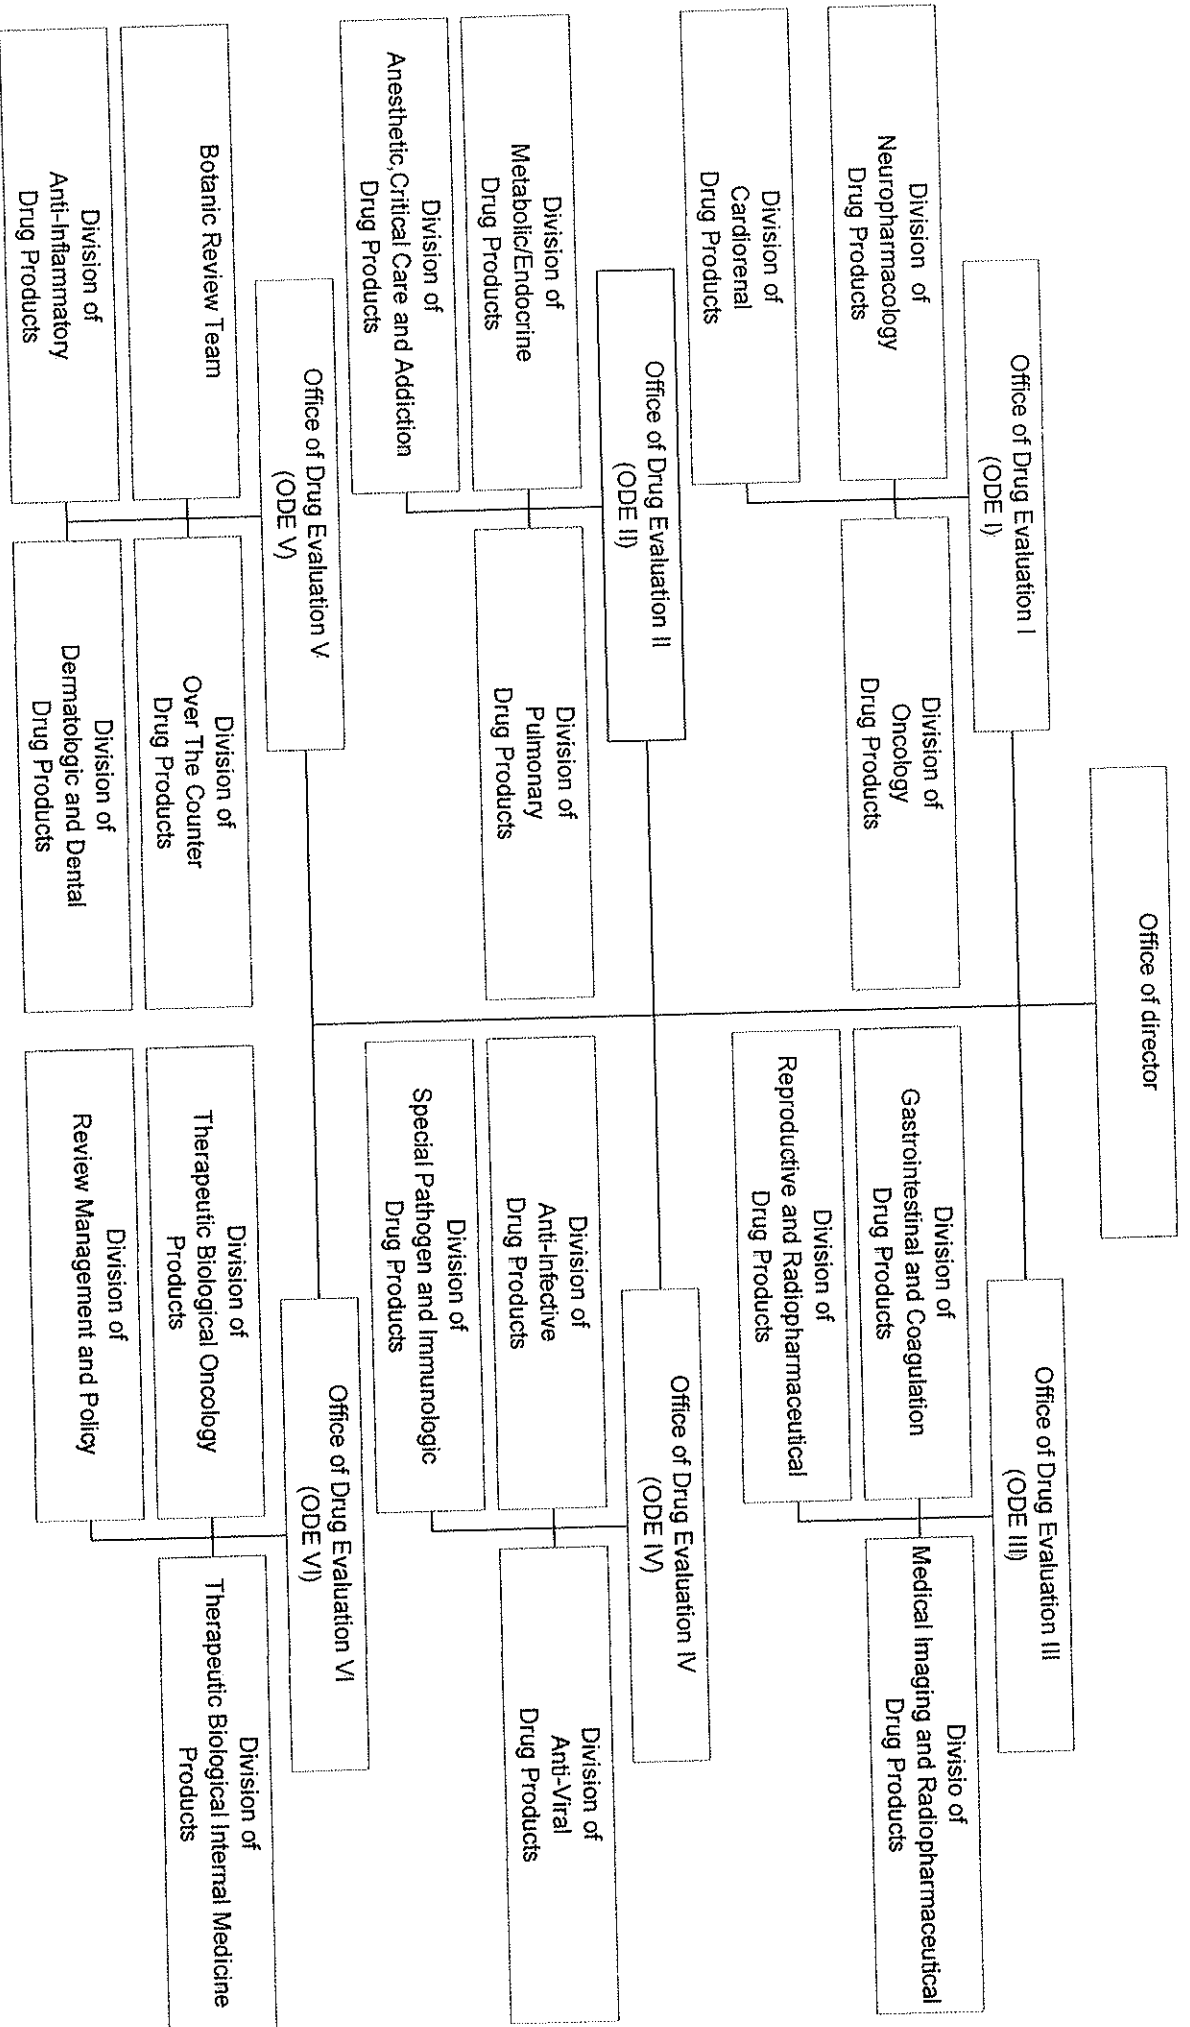 Office of director
Office of Drug Evaluation I
(ODE I)
Division of
Neuropharmacology
Drug Products
Division of
Oncology
Drug Products
Division of
Cardiorenal
Drug Products
Office of Drug Evaluation III
(ODE III)
Division of
Gastrointestinal and Coagulation
Drug Products
Divisio of
Medical Imaging and Radiopharmaceutical
Drug Products
Division of
Reproductive and Radiopharmaceutical
Drug Products
Office of Drug Evaluation II
(ODE II)
Division of
Metabolic/Endocrine
Drug Products
Division of
Pulmonary
Drug Products
Division of
Anesthetic,Critical Care and Addiction
Drug Products
Office of Drug Evaluation IV
(ODE IV)
Division of
Anti-Infective
Drug Products
Division of
Anti-Viral
Drug Products
Division of
Special Pathogen and Immunologic
Drug Products
Office of Drug Evaluation V
(ODE V)
Botanic Review Team
Division of
Over The Counter
Drug Products
Division of
Anti-Inflammatory
Drug Products
Division of
Dermatologic and Dental
Drug Products
Office of Drug Evaluation VI
(ODE VI)
Division of
Therapeutic Biological Oncology
Products
Division of
Therapeutic Biological Internal Medicine
Products
Division of
Review Management and Policy